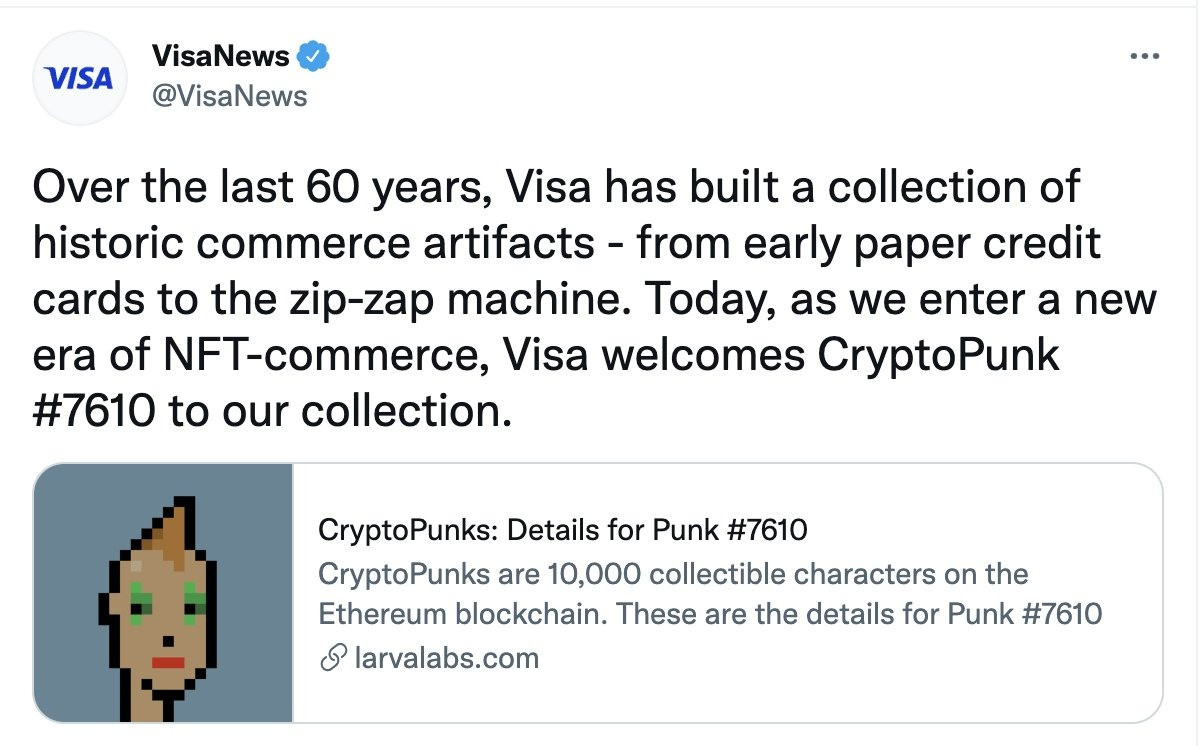 VISA
VisaNews
@VisaNews
Over the last 60 years, Visa has built a collection of
historic commerce artifacts - from early paper credit
cards to the zip-zap machine. Today, as we enter a new
era of NFT-commerce, Visa welcomes CryptoPunk
#7610 to our collection.
CryptoPunks: Details for Punk #7610
CryptoPunks are 10,000 collectible characters on the
Ethereum blockchain. These are the details for Punk #7610
larvalabs.com